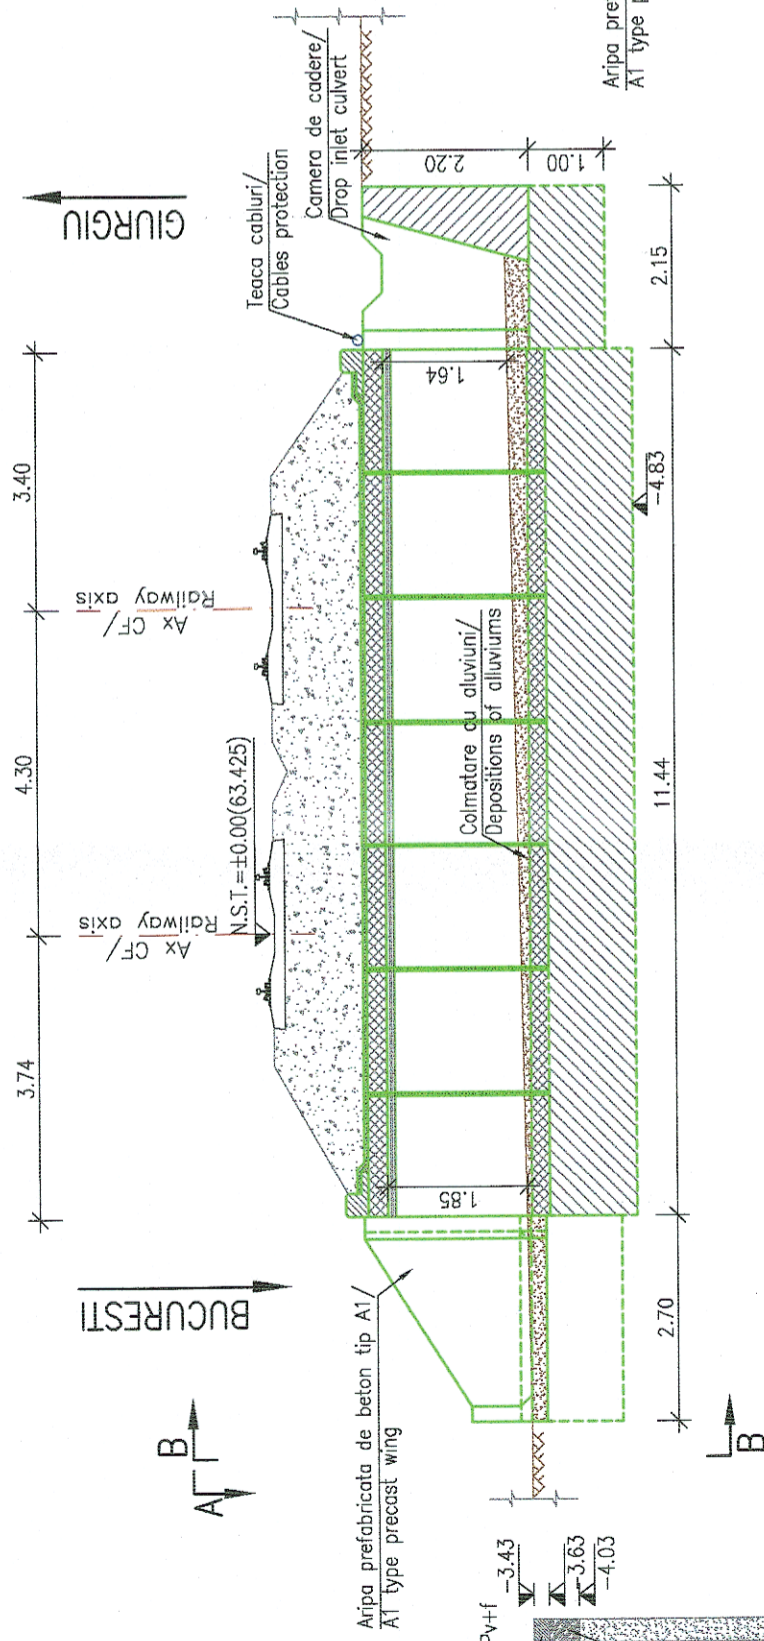 GIURGIU
BUCURESTI
3.74
4.30
3.40
Ax CF/
Railway axis
Ax CF/
Railway axis
N.S.T.=±0.00(63.425)
Teaca cabluri/
Cables protection
Camera de cadere/
Drop inlet culvert
Aripa prefabricata de beton tip A1/
A1 type precast wing
Colmatare cu aluviuni/
Depositions of alluviums
1.85
1.64
2.20
1.00
-4.83
2.70
11.44
2.15
B
A
B
Pv+f
-3.43
-3.63
-4.03
Aripa pre
A1 type